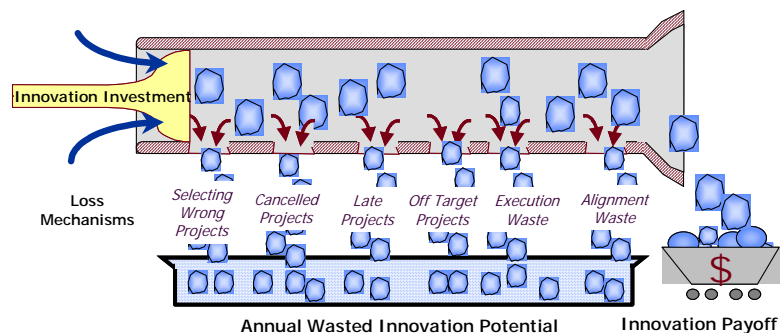 Innovation Investment
Loss
Mechanisms
Selecting
Wrong
Projects
Cancelled
Projects
Late
Projects
Off Target
Projects
Execution
Waste
Alignment
Waste
$
Annual Wasted Innovation Potential
Innovation Payoff